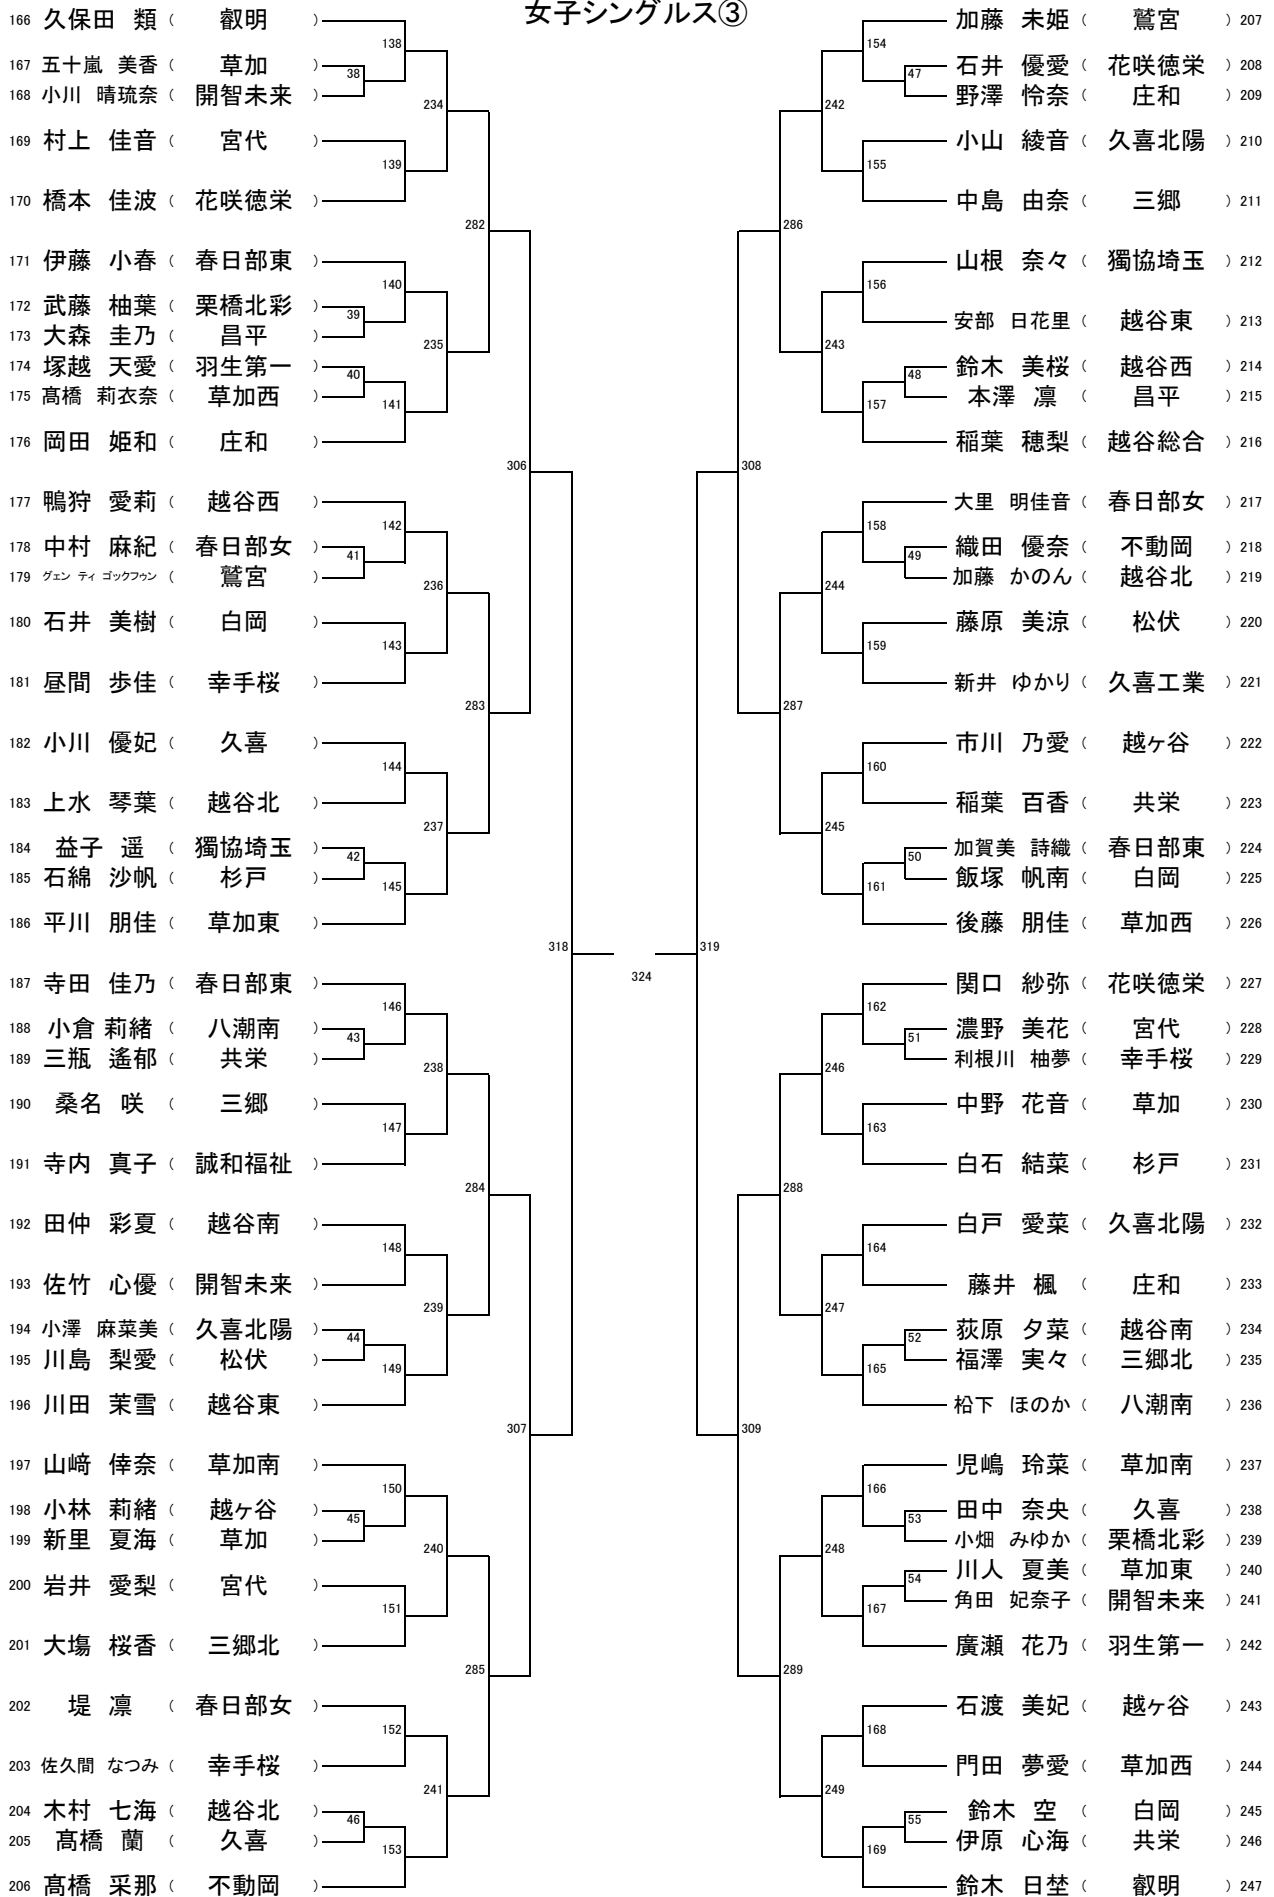 女子シングルス③
166 久保田 類 （ 叡明 ）
138
167 五十嵐 美香 （ 草加 ）
38
168 小川 晴琉奈 （ 開智未来 ）
234
169 村上 佳音 （ 宮代 ）
139
170 橋本 佳波 （ 花咲徳栄 ）
282
171 伊藤 小春 （ 春日部東 ）
140
172 武藤 柚葉 （ 栗橋北彩 ）
39
173 大森 圭乃 （ 昌平 ）
235
174 塚越 天愛 （ 羽生第一 ）
40
175 髙橋 莉衣奈 （ 草加西 ）
141
176 岡田 姫和 （ 庄和 ）
306
177 鴨狩 愛莉 （ 越谷西 ）
142
178 中村 麻紀 （ 春日部女 ）
41
179 グェン ティ ゴックフゥン （ 鷲宮 ）
236
180 石井 美樹 （ 白岡 ）
143
181 昼間 歩佳 （ 幸手桜 ）
283
182 小川 優妃 （ 久喜 ）
144
183 上水 琴葉 （ 越谷北 ）
237
184 益子 遥 （ 獨協埼玉 ）
42
185 石綿 沙帆 （ 杉戸 ）
145
186 平川 朋佳 （ 草加東 ）
318
187 寺田 佳乃 （ 春日部東 ）
146
188 小倉 莉緒 （ 八潮南 ）
43
189 三瓶 遙郁 （ 共栄 ）
238
190 桑名 咲 （ 三郷 ）
147
191 寺内 真子 （ 誠和福祉 ）
284
192 田仲 彩夏 （ 越谷南 ）
148
193 佐竹 心優 （ 開智未来 ）
239
194 小澤 麻菜美 （ 久喜北陽 ）
44
195 川島 梨愛 （ 松伏 ）
149
196 川田 茉雪 （ 越谷東 ）
307
197 山﨑 倖奈 （ 草加南 ）
150
198 小林 莉緒 （ 越ヶ谷 ）
45
199 新里 夏海 （ 草加 ）
240
200 岩井 愛梨 （ 宮代 ）
151
201 大塲 桜香 （ 三郷北 ）
285
202 堤 凛 （ 春日部女 ）
152
203 佐久間 なつみ （ 幸手桜 ）
241
204 木村 七海 （ 越谷北 ）
46
205 髙橋 蘭 （ 久喜 ）
153
206 髙橋 采那 （ 不動岡 ）
324
加藤 未姫 （ 鷲宮 ） 207
154
石井 優愛 （ 花咲徳栄 ） 208
47
野澤 怜奈 （ 庄和 ） 209
242
小山 綾音 （ 久喜北陽 ） 210
155
中島 由奈 （ 三郷 ） 211
286
山根 奈々 （ 獨協埼玉 ） 212
156
安部 日花里 （ 越谷東 ） 213
243
鈴木 美桜 （ 越谷西 ） 214
48
本澤 凛 （ 昌平 ） 215
157
稲葉 穂梨 （ 越谷総合 ） 216
308
大里 明佳音 （ 春日部女 ） 217
158
織田 優奈 （ 不動岡 ） 218
49
加藤 かのん （ 越谷北 ） 219
244
藤原 美涼 （ 松伏 ） 220
159
新井 ゆかり （ 久喜工業 ） 221
287
市川 乃愛 （ 越ヶ谷 ） 222
160
稲葉 百香 （ 共栄 ） 223
245
加賀美 詩織 （ 春日部東 ） 224
50
飯塚 帆南 （ 白岡 ） 225
161
後藤 朋佳 （ 草加西 ） 226
319
関口 紗弥 （ 花咲徳栄 ） 227
162
濃野 美花 （ 宮代 ） 228
51
利根川 柚夢 （ 幸手桜 ） 229
246
中野 花音 （ 草加 ） 230
163
白石 結菜 （ 杉戸 ） 231
288
白戸 愛菜 （ 久喜北陽 ） 232
164
藤井 楓 （ 庄和 ） 233
247
荻原 夕菜 （ 越谷南 ） 234
52
福澤 実々 （ 三郷北 ） 235
165
松下 ほのか （ 八潮南 ） 236
309
児嶋 玲菜 （ 草加南 ） 237
166
田中 奈央 （ 久喜 ） 238
53
小畑 みゆか （ 栗橋北彩 ） 239
248
川人 夏美 （ 草加東 ） 240
54
角田 妃奈子 （ 開智未来 ） 241
167
廣瀬 花乃 （ 羽生第一 ） 242
289
石渡 美妃 （ 越ヶ谷 ） 243
168
門田 夢愛 （ 草加西 ） 244
249
鈴木 空 （ 白岡 ） 245
55
伊原 心海 （ 共栄 ） 246
169
鈴木 日埜 （ 叡明 ） 247